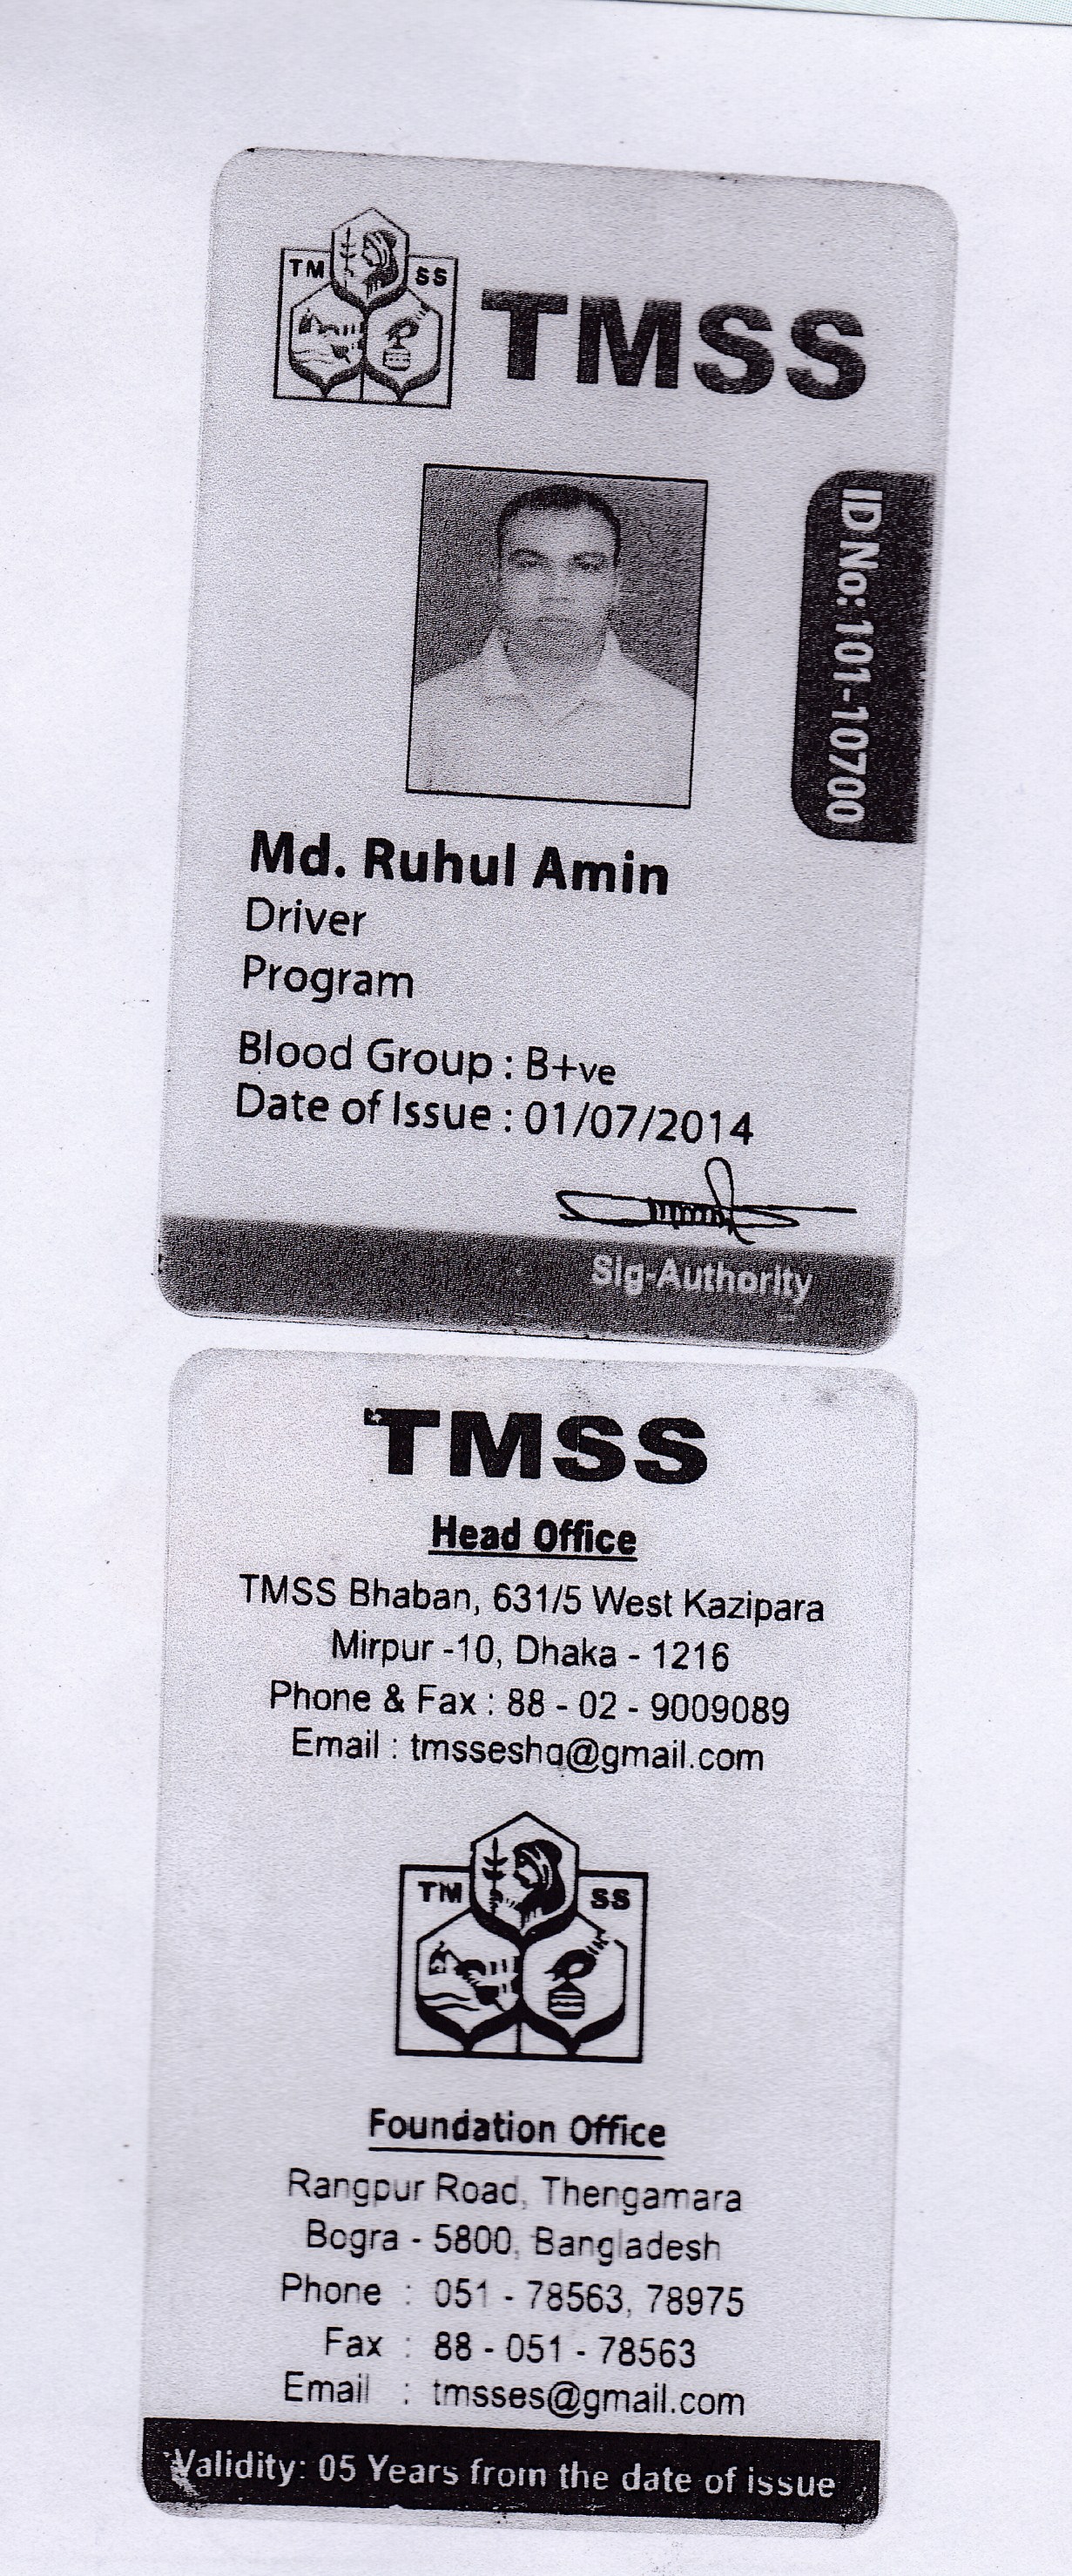 TM SS
TMSS
ID No: 101-10700
Md. Ruhul Amin
Driver
Program
Blood Group : B+ve
Date of Issue : 01/07/2014
Sig-Authority
TMSS
Head Office
TMSS Bhaban, 631/5 West Kazipara
Mirpur -10, Dhaka - 1216
Phone & Fax : 88 - 02 - 9009089
Email : tmsseshq@gmail.com
TM SS
Foundation Office
Rangpur Road, Thengamara
Bogra - 5800, Bangladesh
Phone : 051 - 78563, 78975
Fax : 88 - 051 - 78563
Email : tmsses@gmail.com
Validity: 05 Years from the date of issue